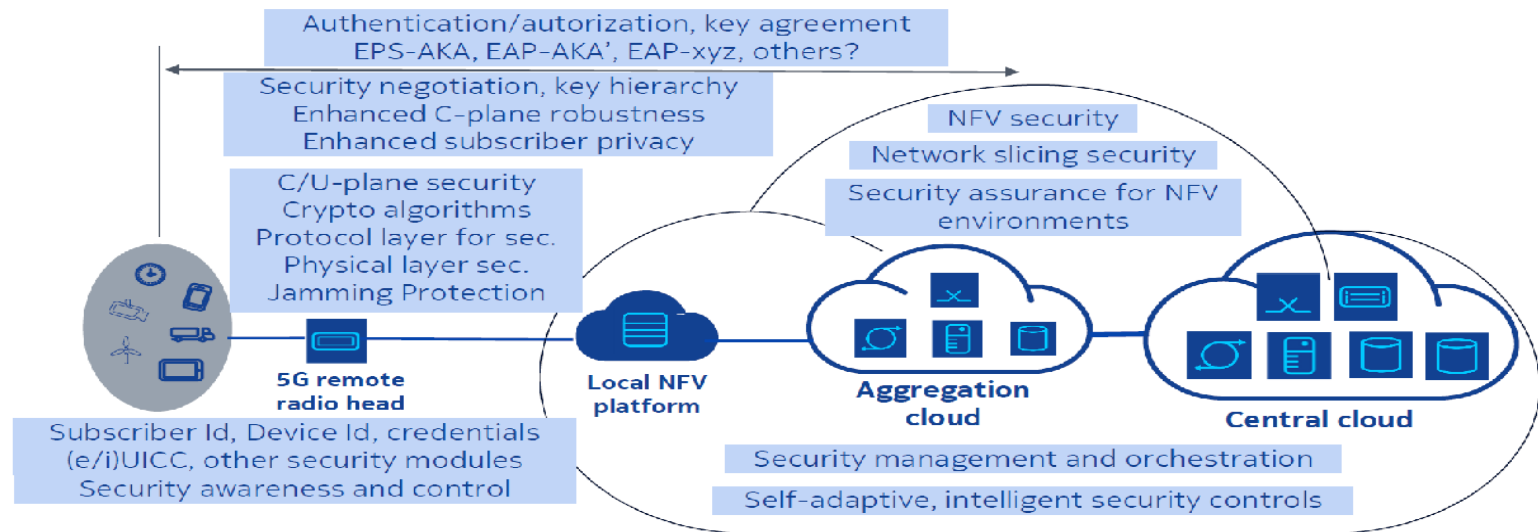 Authentication/autorization, key agreement
EPS-AKA, EAP-AKA’, EAP-xyz, others?
Security negotiation, key hierarchy
Enhanced C-plane robustness
Enhanced subscriber privacy
NFV security
Network slicing security
Security assurance for NFV
environments
C/U-plane security
Crypto algorithms
Protocol layer for sec.
Physical layer sec.
Jamming Protection
5G remote
radio head
Local NFV
platform
Aggregation
cloud
Central cloud
Subscriber Id, Device Id, credentials
(e/i)UICC, other security modules
Security awareness and control
Security management and orchestration
Self-adaptive, intelligent security controls